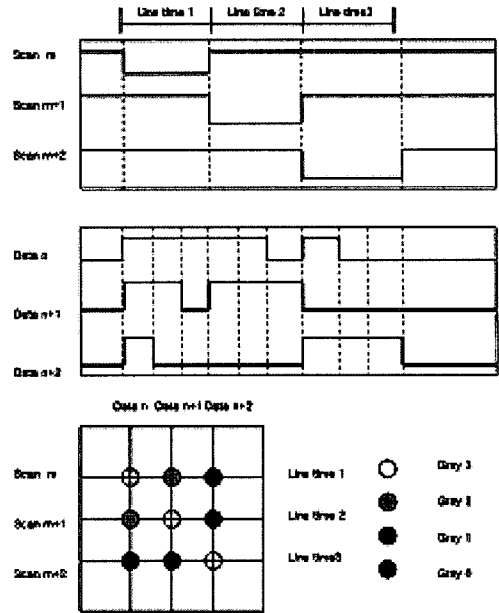 Line time 1 Line time 2 Line time3
Scan m
Scan m+1
Scan m+2
Data n
Data n+1
Data n+2
Data n Data n+1 Data n+2
Scan m Line time 1 Gray 3
Scan m+1 Line time 2 Gray 2
Scan m+2 Line time3 Gray 1
Gray 0